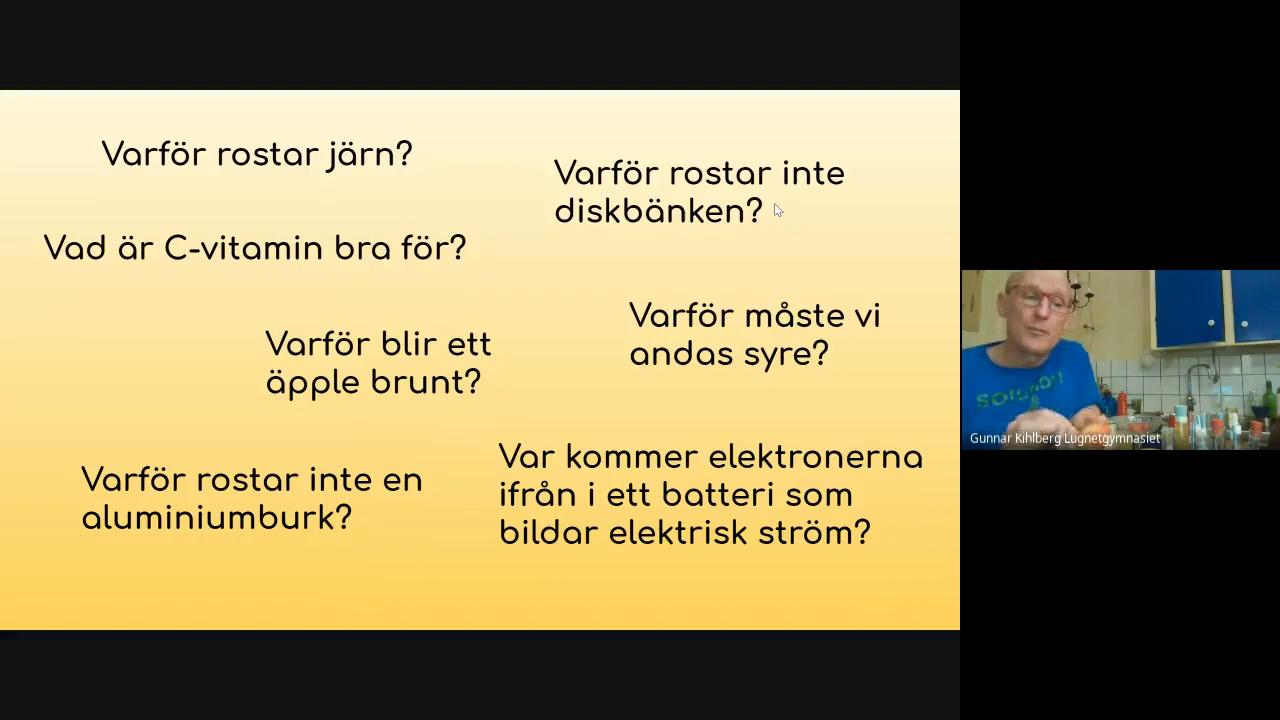 Varför rostar järn?
Varför rostar inte
diskbänken?
Vad är C-vitamin bra för?
Varför måste vi
andas syre?
Varför blir ett
äpple brunt?
Var kommer elektronerna
ifrån i ett batteri som
bildar elektrisk ström?
Varför rostar inte en
aluminiumburk?
Gunnar Kihlberg Lugnetgymnasiet